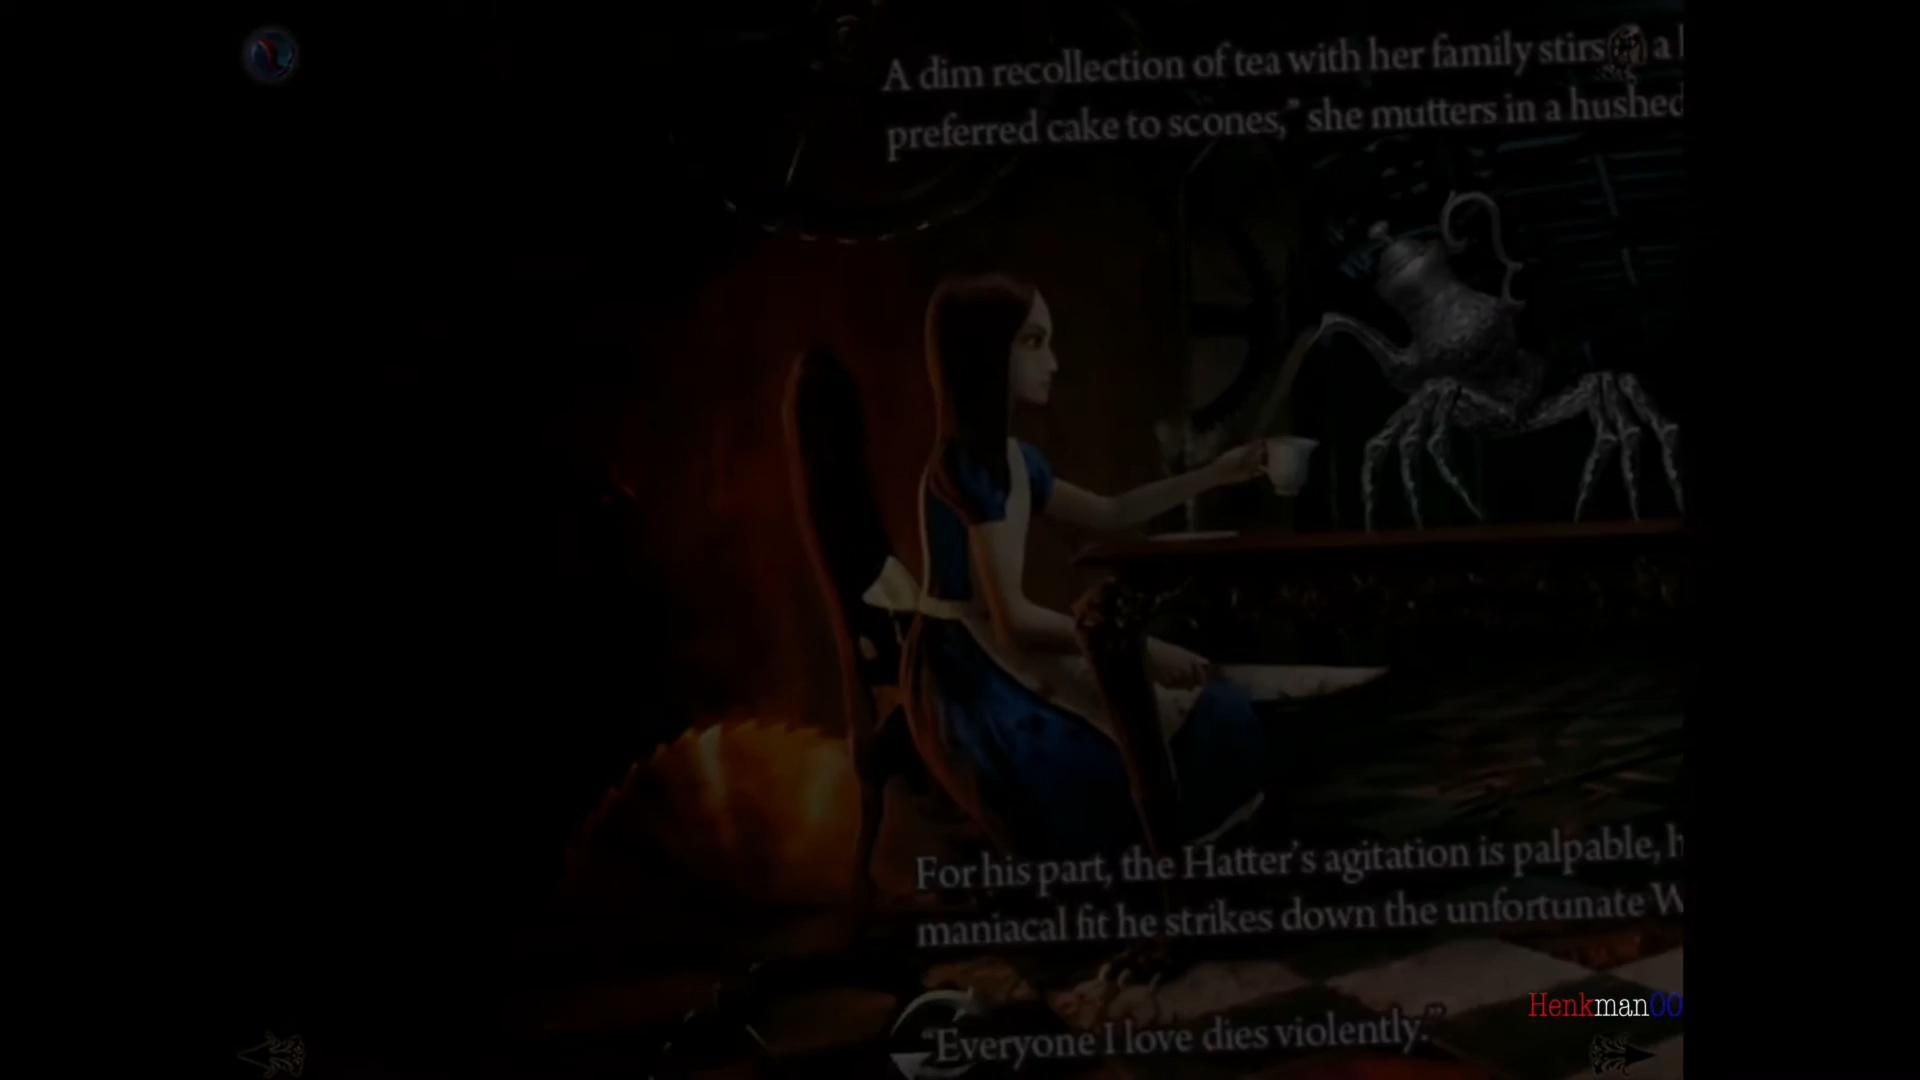 A dim recollection of tea with her family stirs a
preferred cake to scones,” she mutters in a hushed
For his part, the Hatter’s agitation is palpable, h
maniacal fit he strikes down the unfortunate W
Henkman00
“Everyone I love dies violently.”